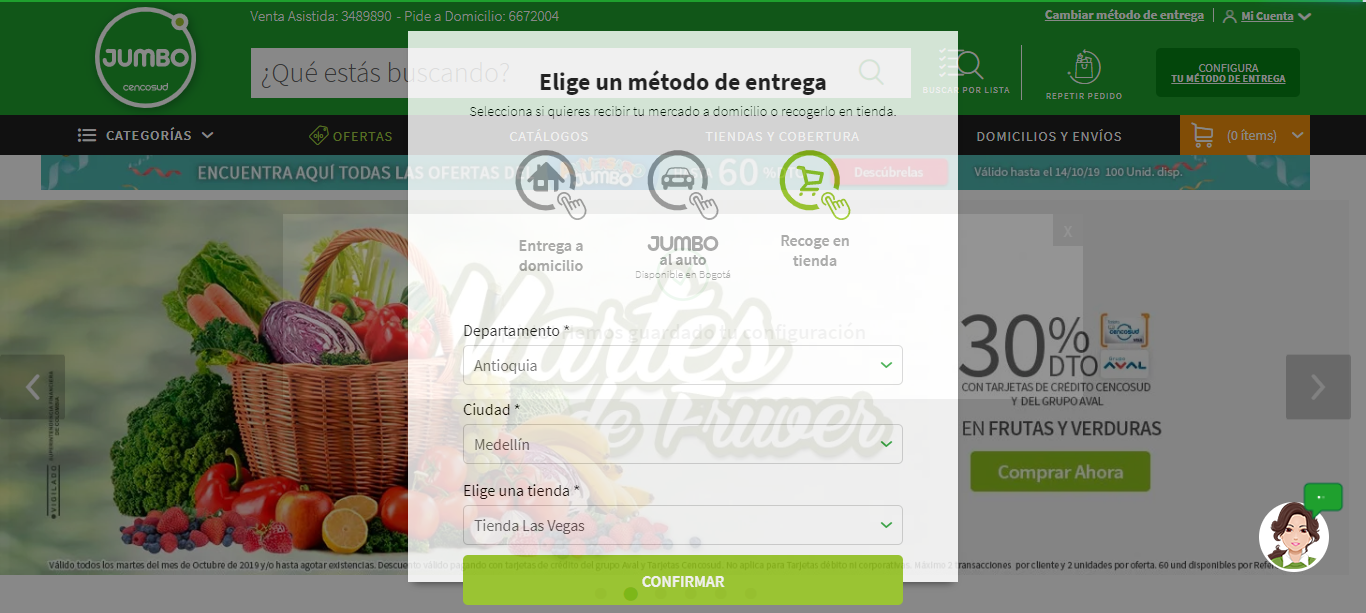 Venta Asistida: 3489890 - Pide a Domicilio: 6672004
Cambiar método de entrega
Mi Cuenta
JUMBO
cencosud
¿Qué estás buscando?
BUSCAR POR LISTA
REPETIR PEDIDO
CONFIGURA
TU MÉTODO DE ENTREGA
CATEGORÍAS
OFERTAS
CATÁLOGOS
TIENDAS Y COBERTURA
DOMICILIOS Y ENVÍOS
(0 ítems)
ENCUENTRA AQUÍ TODAS LAS OFERTAS DE
JUMBO
60 %
Descúbrelas
Válido hasta el 14/10/19 100 Unid. disp.
Elige un método de entrega
Selecciona si quieres recibir tu mercado a domicilio o recogerlo en tienda.
Entrega a
domicilio
JUMBO
al auto
Disponible en Bogotá
Recoge en
tienda
X
Hemos guardado tu configuración
Martes
de Fruver
Departamento *
Antioquia
Ciudad *
Medellín
Elige una tienda *
Tienda Las Vegas
CONFIRMAR
30% DTO
cencosud
AVAL
CON TARJETAS DE CRÉDITO CENCOSUD
Y DEL GRUPO AVAL
EN FRUTAS Y VERDURAS
Comprar Ahora
VIGILADO SUPERINTENDENCIA FINANCIERA
DE COLOMBIA
Válido todos los martes del mes de Octubre de 2019 y/o hasta agotar existencias. Descuento válido pagando con tarjetas de crédito del grupo Aval y Tarjetas Cencosud. No aplica para Tarjetas débito ni corporativas. Máximo 2 transacciones por cliente y 2 unidades por oferta. 60 und disponibles por Refer